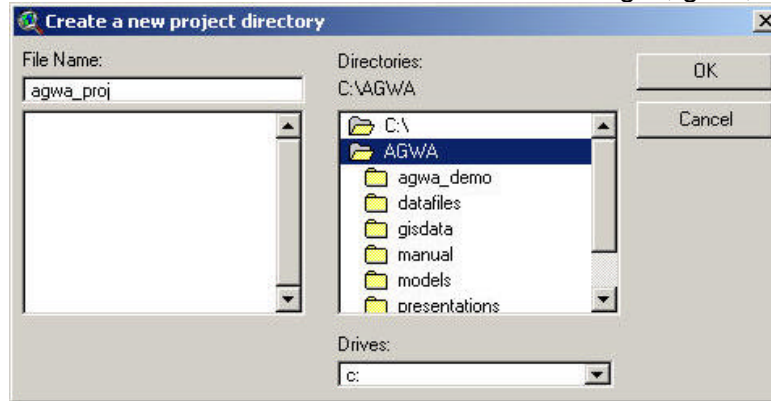 Create a new project directory
File Name:
agwa_proj
Directories:
C:\AGWA
C:\
AGWA
agwa_demo
datafiles
gisdata
manual
models
presentations
Drives:
c:
OK
Cancel